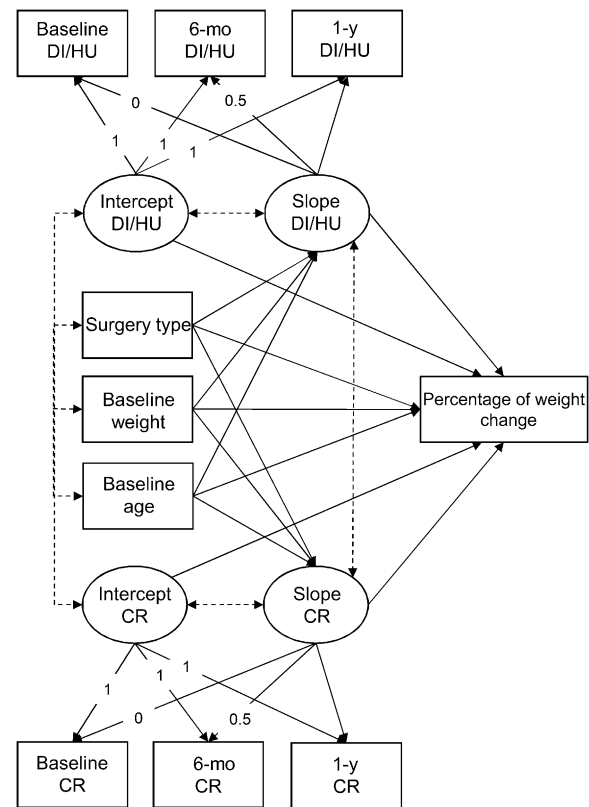 Baseline
DI/HU
6-mo
DI/HU
1-y
DI/HU
0
0.5
1
1
1
Intercept
DI/HU
Slope
DI/HU
Surgery type
Baseline
weight
Percentage of weight
change
Baseline
age
Intercept
CR
Slope
CR
1
1
1
0
0.5
Baseline
CR
6-mo
CR
1-y
CR